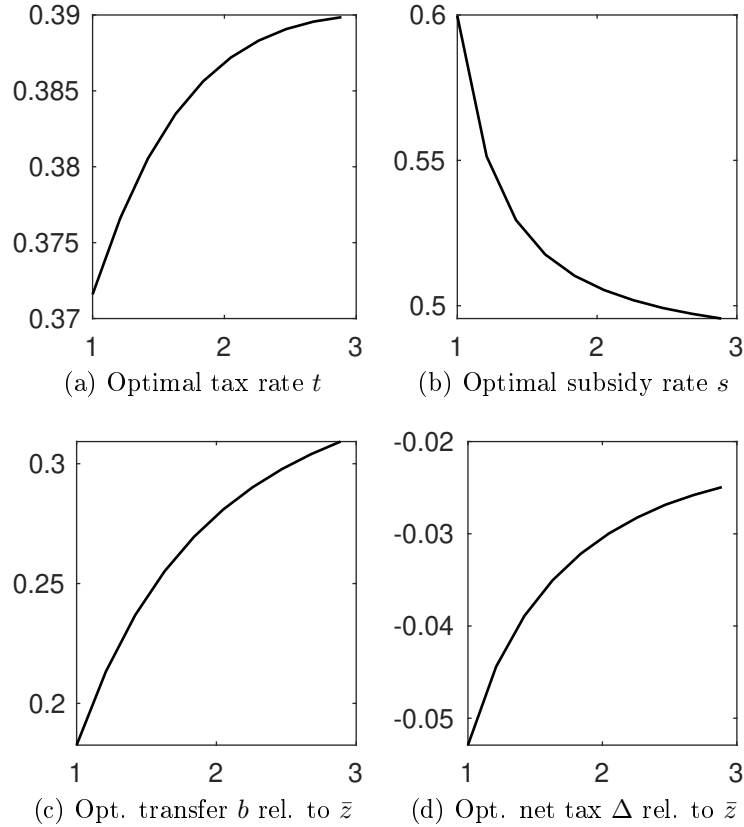 0.39
0.385
0.38
0.375
0.37
1 2 3
(a) Optimal tax rate t
0.6
0.55
0.5
1 2 3
(b) Optimal subsidy rate s
0.3
0.25
0.2
1 2 3
(c) Opt. transfer b rel. to z̄
-0.02
-0.03
-0.04
-0.05
1 2 3
(d) Opt. net tax Δ rel. to z̄